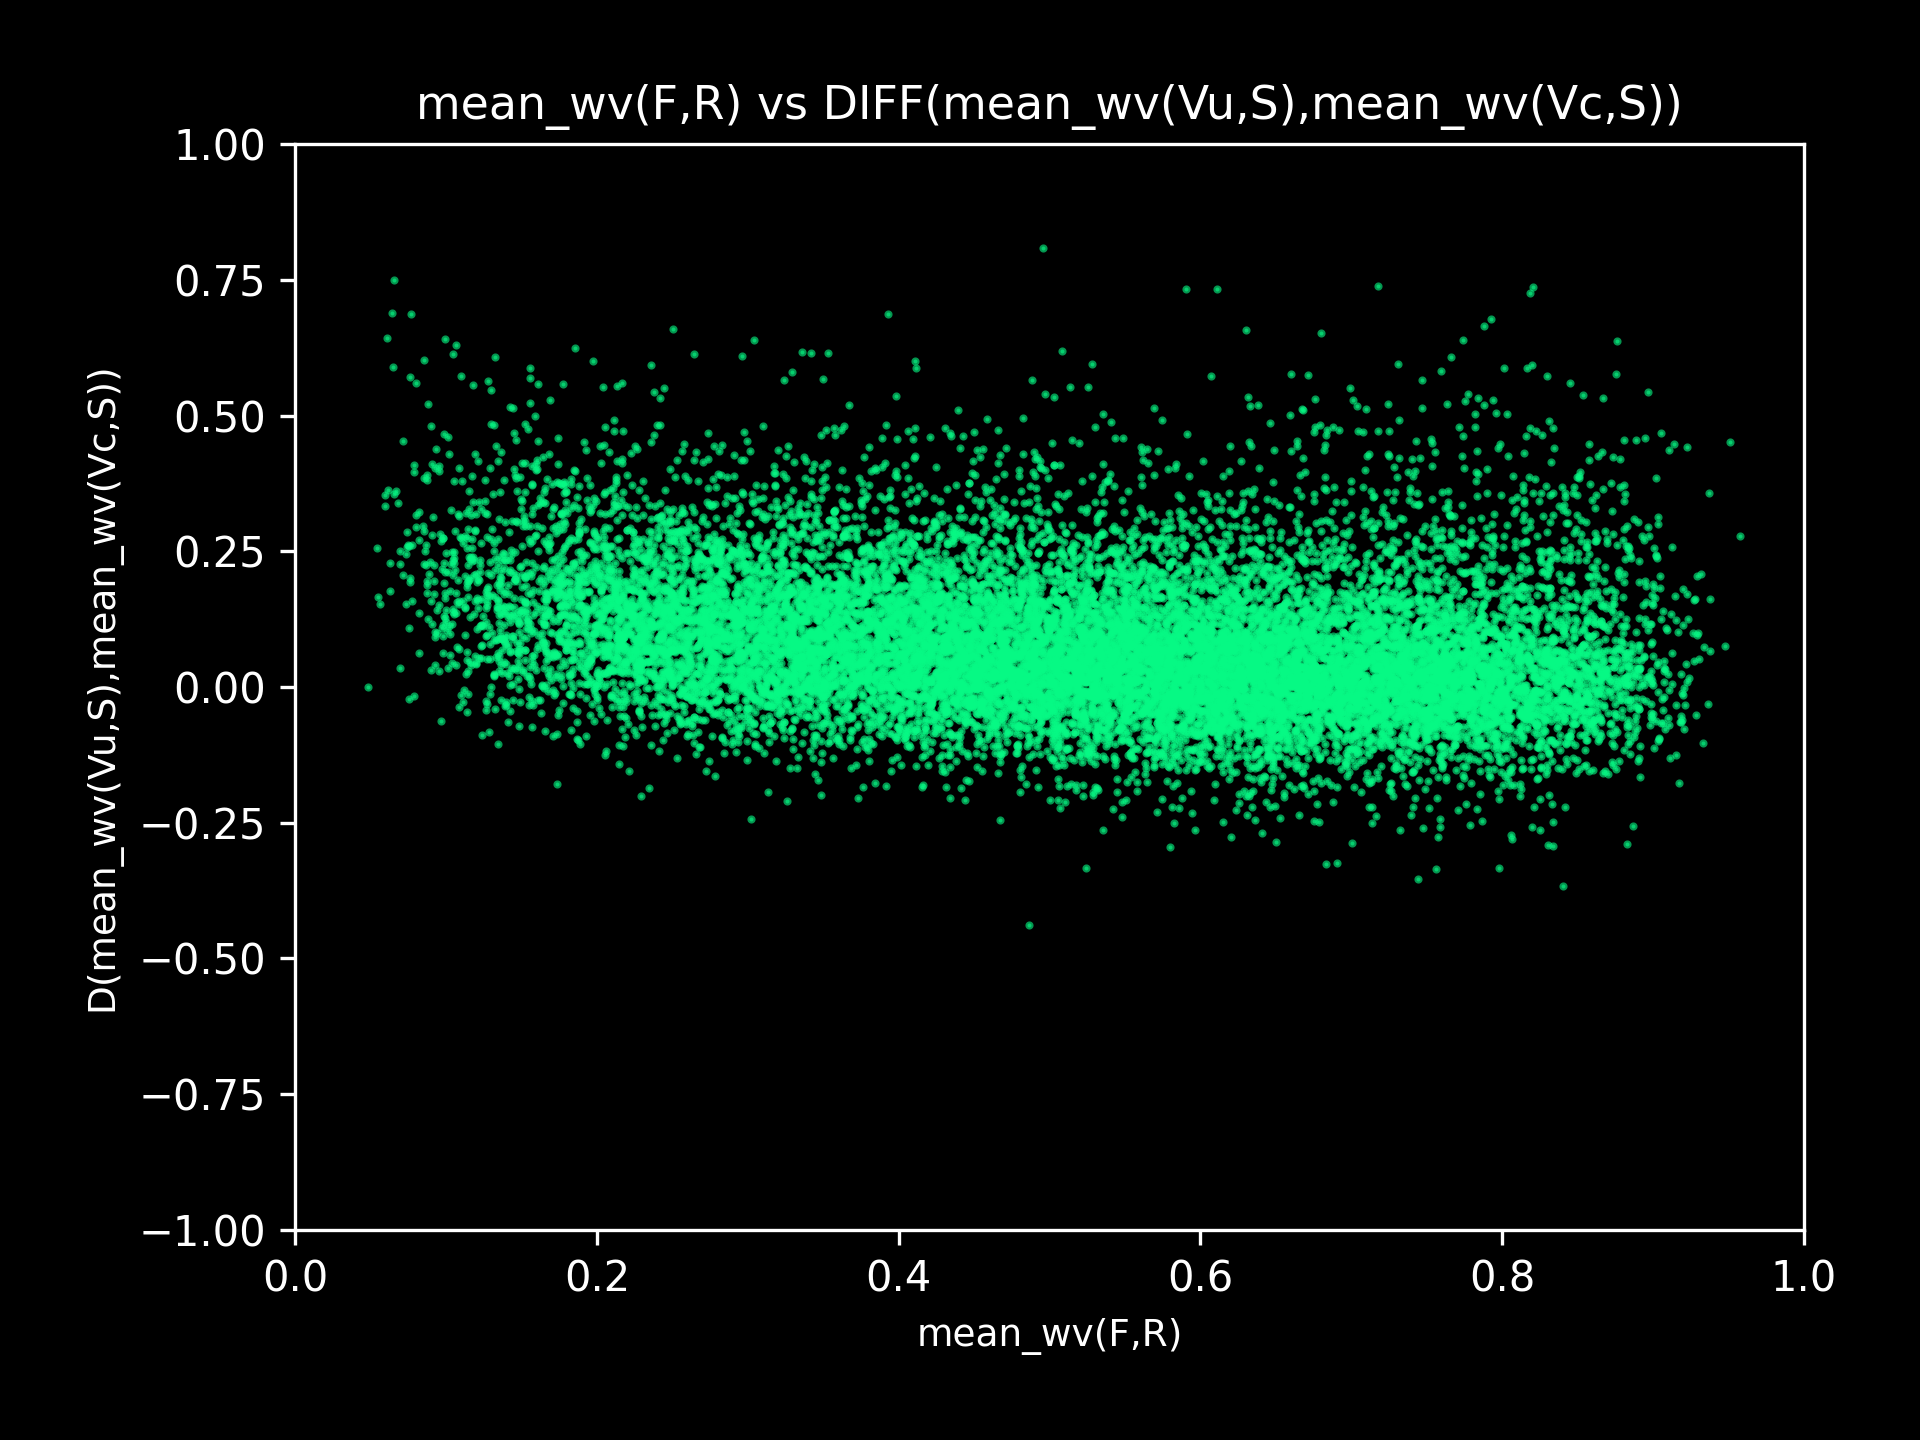 mean_wv(F,R) vs DIFF(mean_wv(Vu,S),mean_wv(Vc,S))
D(mean_wv(Vu,S),mean_wv(Vc,S))
1.00
0.75
0.50
0.25
0.00
−0.25
−0.50
−0.75
−1.00
0.0 0.2 0.4 0.6 0.8 1.0
mean_wv(F,R)